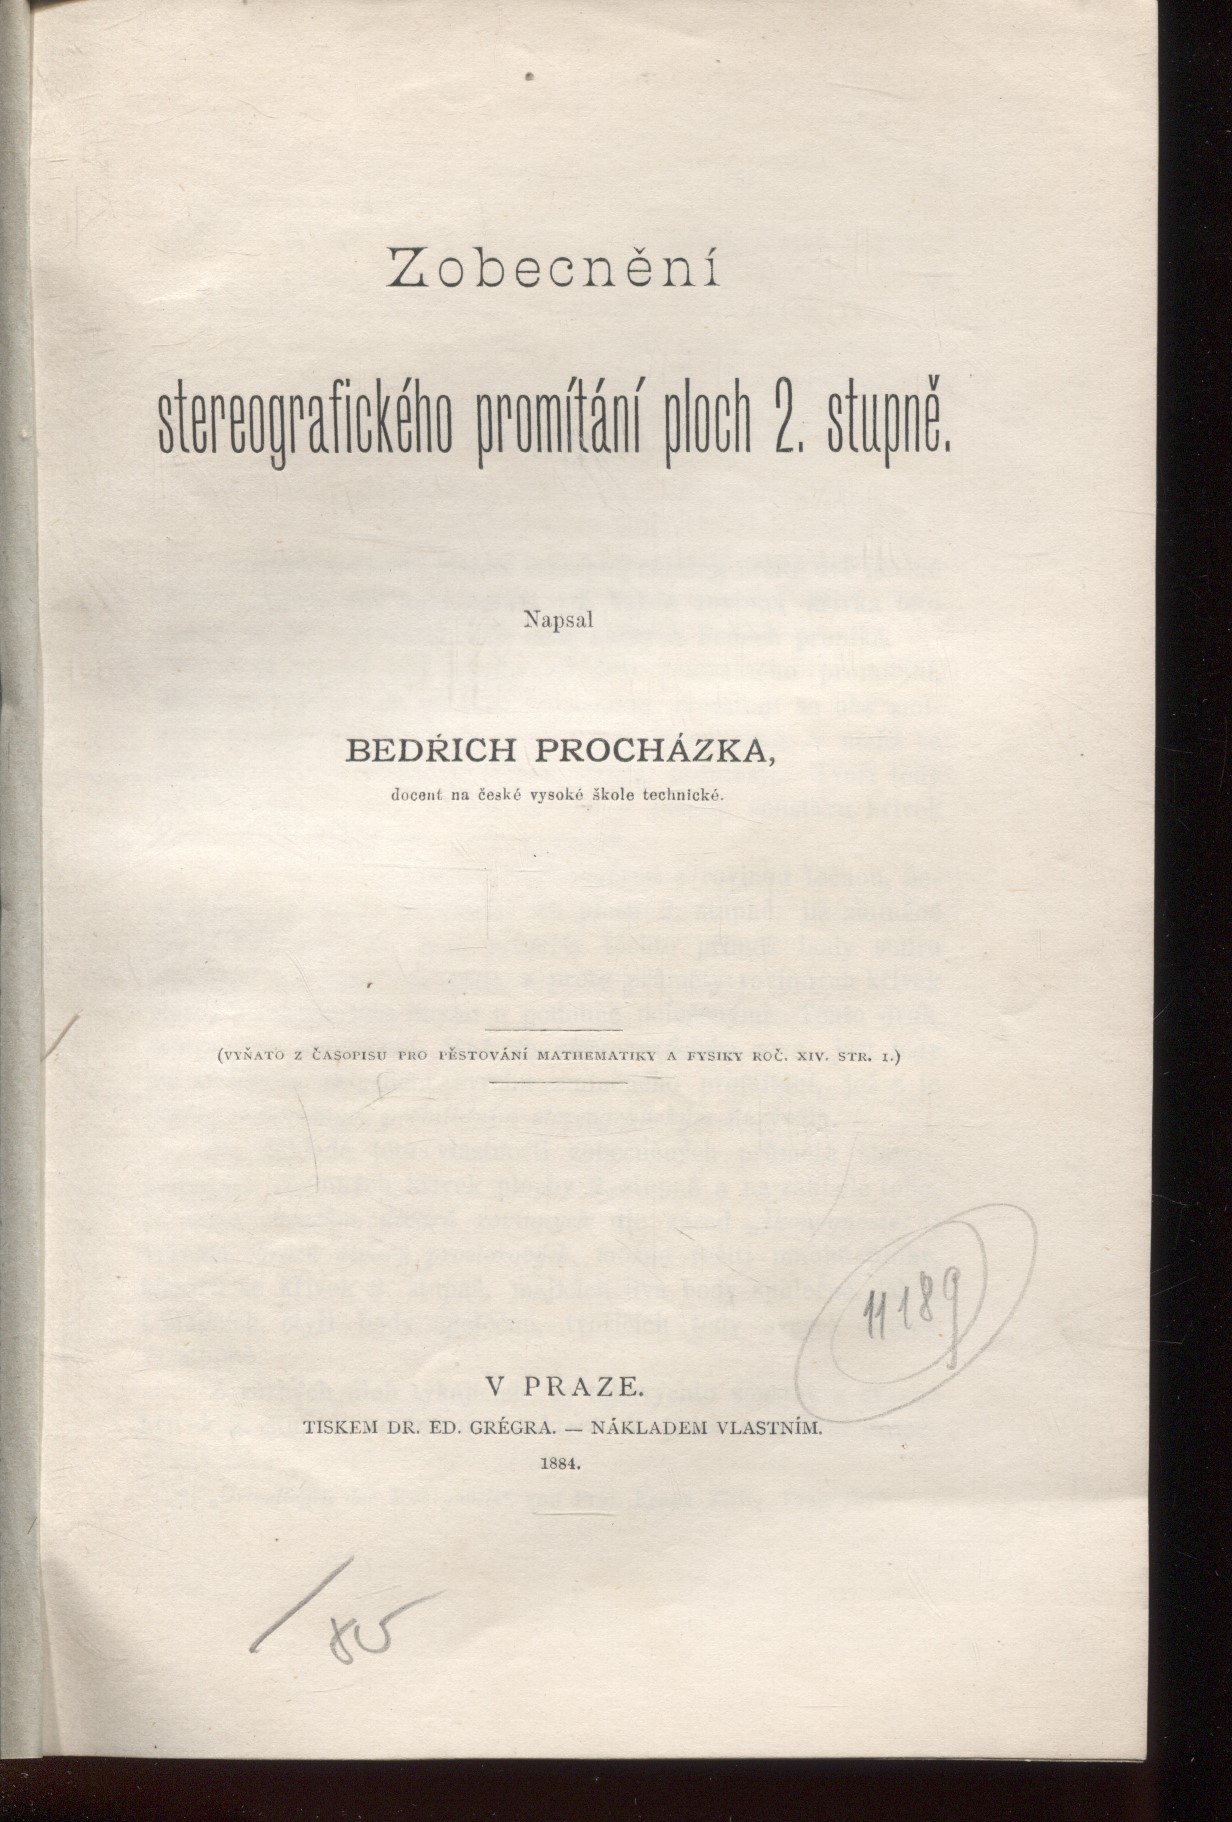 Zobecnění
stereografického promítání ploch 2. stupně.
Napsal
BEDŘICH PROCHÁZKA,
docent na české vysoké škole technické.
(VYŇATO Z ČASOPISU PRO PĚSTOVÁNÍ MATHEMATIKY A FYSIKY ROČ. XIV. STR. 1.)
11189
V PRAZE.
TISKEM DR. ED. GRÉGRA. — NÁKLADEM VLASTNÍM.
1884.